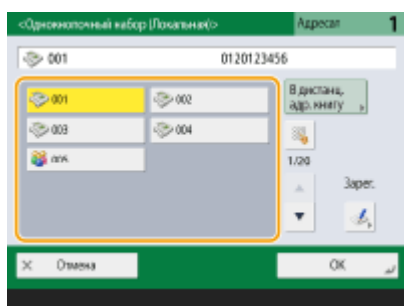 <Однокнопочный набор (Локальная)> Адресат 1
001 0120123456
001 002 В дистанц. адр. книгу
003 004
005
1/20
Зарег.
Отмена OK